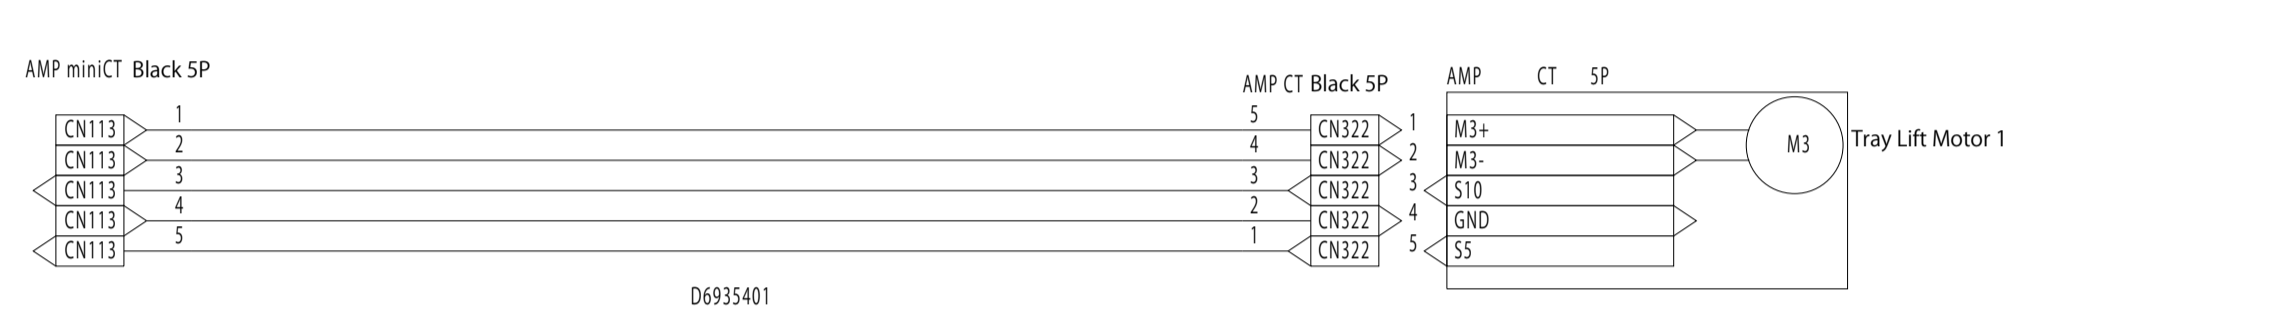 AMP miniCT Black 5P
AMP CT Black 5P
AMP CT 5P
CN113 1 5 CN322 1 M3+
CN113 2 4 CN322 2 M3-
CN113 3 3 CN322 3 S10
CN113 4 2 CN322 4 GND
CN113 5 1 CN322 5 S5
M3
Tray Lift Motor 1
D6935401